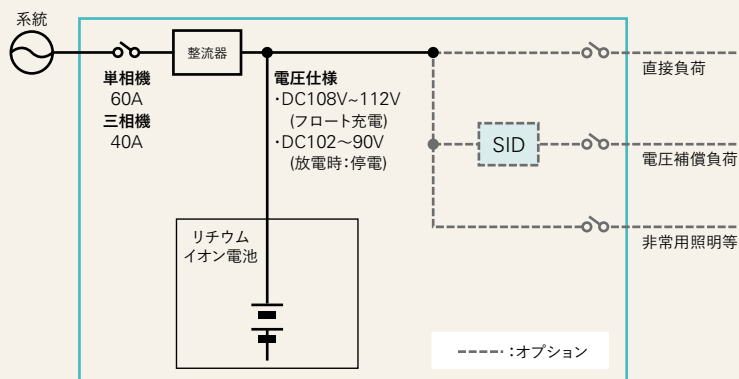 系統
整流器
単相機
60A
三相機
40A
電圧仕様
・DC108V~112V
(フロート充電)
・DC102～90V
(放電時:停電)
直接負荷
SID
電圧補償負荷
非常用照明等
リチウム
イオン電池
:オプション